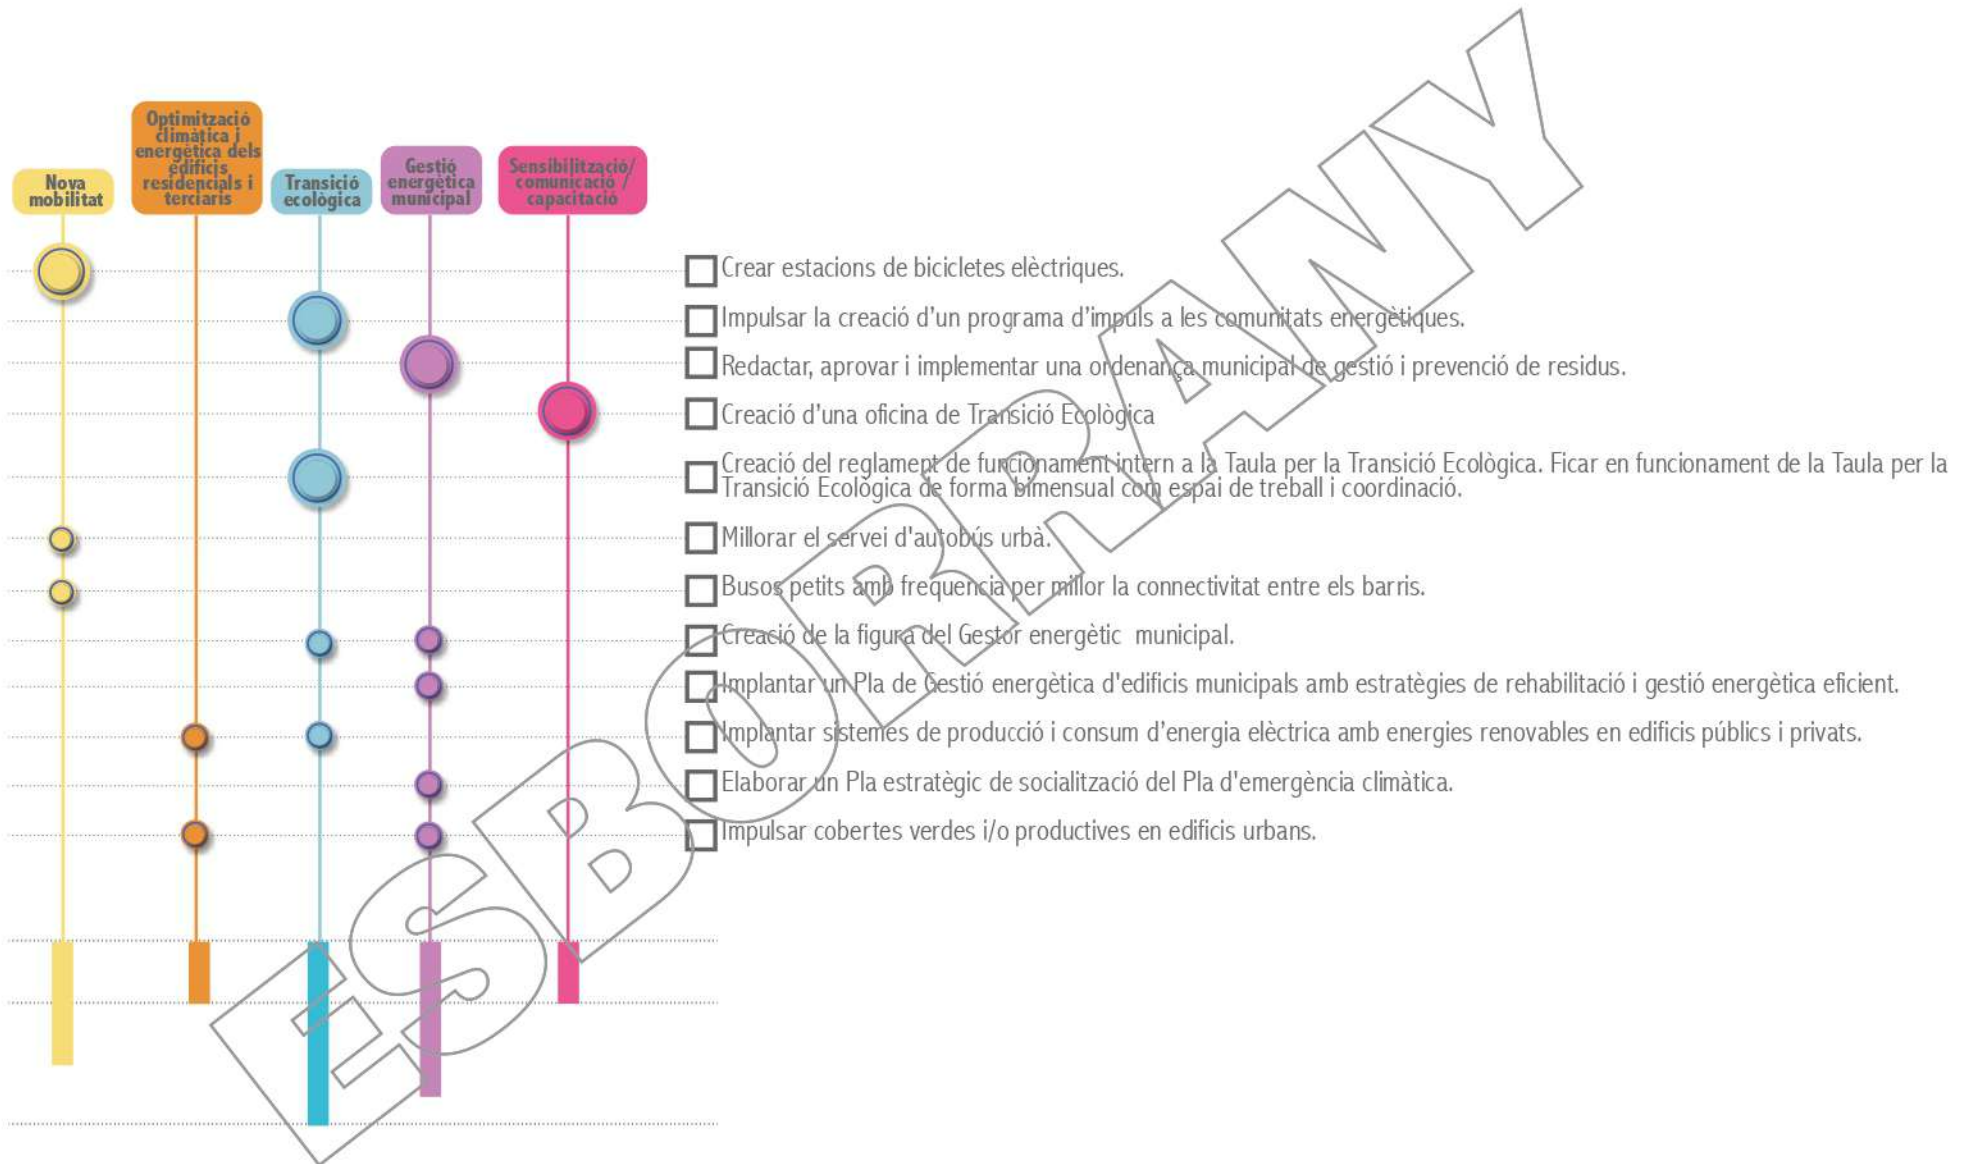 Nova
mobilitat
Optimització
climàtica i
energètica dels
edificis
residencials i
terciaris
Transició
ecològica
Gestió
energètica
municipal
Sensibilització/
comunicació /
capacitació
Crear estacions de bicicletes elèctriques.
Impulsar la creació d'un programa d'impuls a les comunitats energètiques.
Redactar, aprovar i implementar una ordenança municipal de gestió i prevenció de residus.
Creació d'una oficina de Transició Ecològica
Creació del reglament de funcionament intern a la Taula per la Transició Ecològica. Ficar en funcionament de la Taula per la
Transició Ecològica de forma bimensual com espai de treball i coordinació.
Millorar el servei d'autobús urbà.
Busos petits amb frequencia per millor la connectivitat entre els barris.
Creació de la figura del Gestor energètic  municipal.
Implantar un Pla de Gestió energètica d'edificis municipals amb estratègies de rehabilitació i gestió energètica eficient.
Implantar sistemes de producció i consum d'energia elèctrica amb energies renovables en edificis públics i privats.
Elaborar un Pla estratègic de socialització del Pla d'emergència climàtica.
Impulsar cobertes verdes i/o productives en edificis urbans.
ESBORRANY